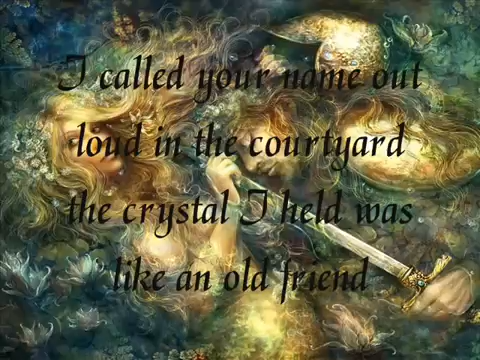 I called your name out
loud in the courtyard
the crystal I held was
like an old friend